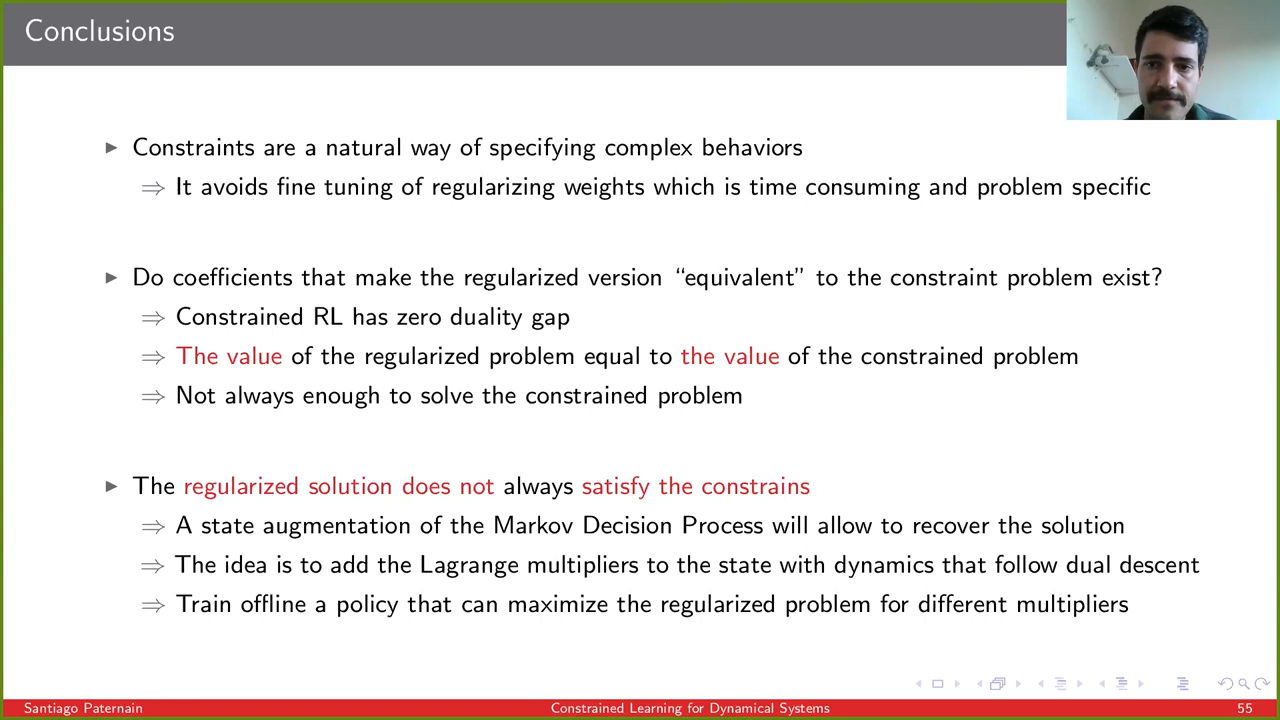 Conclusions
▶ Constraints are a natural way of specifying complex behaviors
⇒ It avoids fine tuning of regularizing weights which is time consuming and problem specific
▶ Do coefficients that make the regularized version “equivalent” to the constraint problem exist?
⇒ Constrained RL has zero duality gap
⇒ The value of the regularized problem equal to the value of the constrained problem
⇒ Not always enough to solve the constrained problem
▶ The regularized solution does not always satisfy the constrains
⇒ A state augmentation of the Markov Decision Process will allow to recover the solution
⇒ The idea is to add the Lagrange multipliers to the state with dynamics that follow dual descent
⇒ Train offline a policy that can maximize the regularized problem for different multipliers
Santiago Paternain Constrained Learning for Dynamical Systems 55